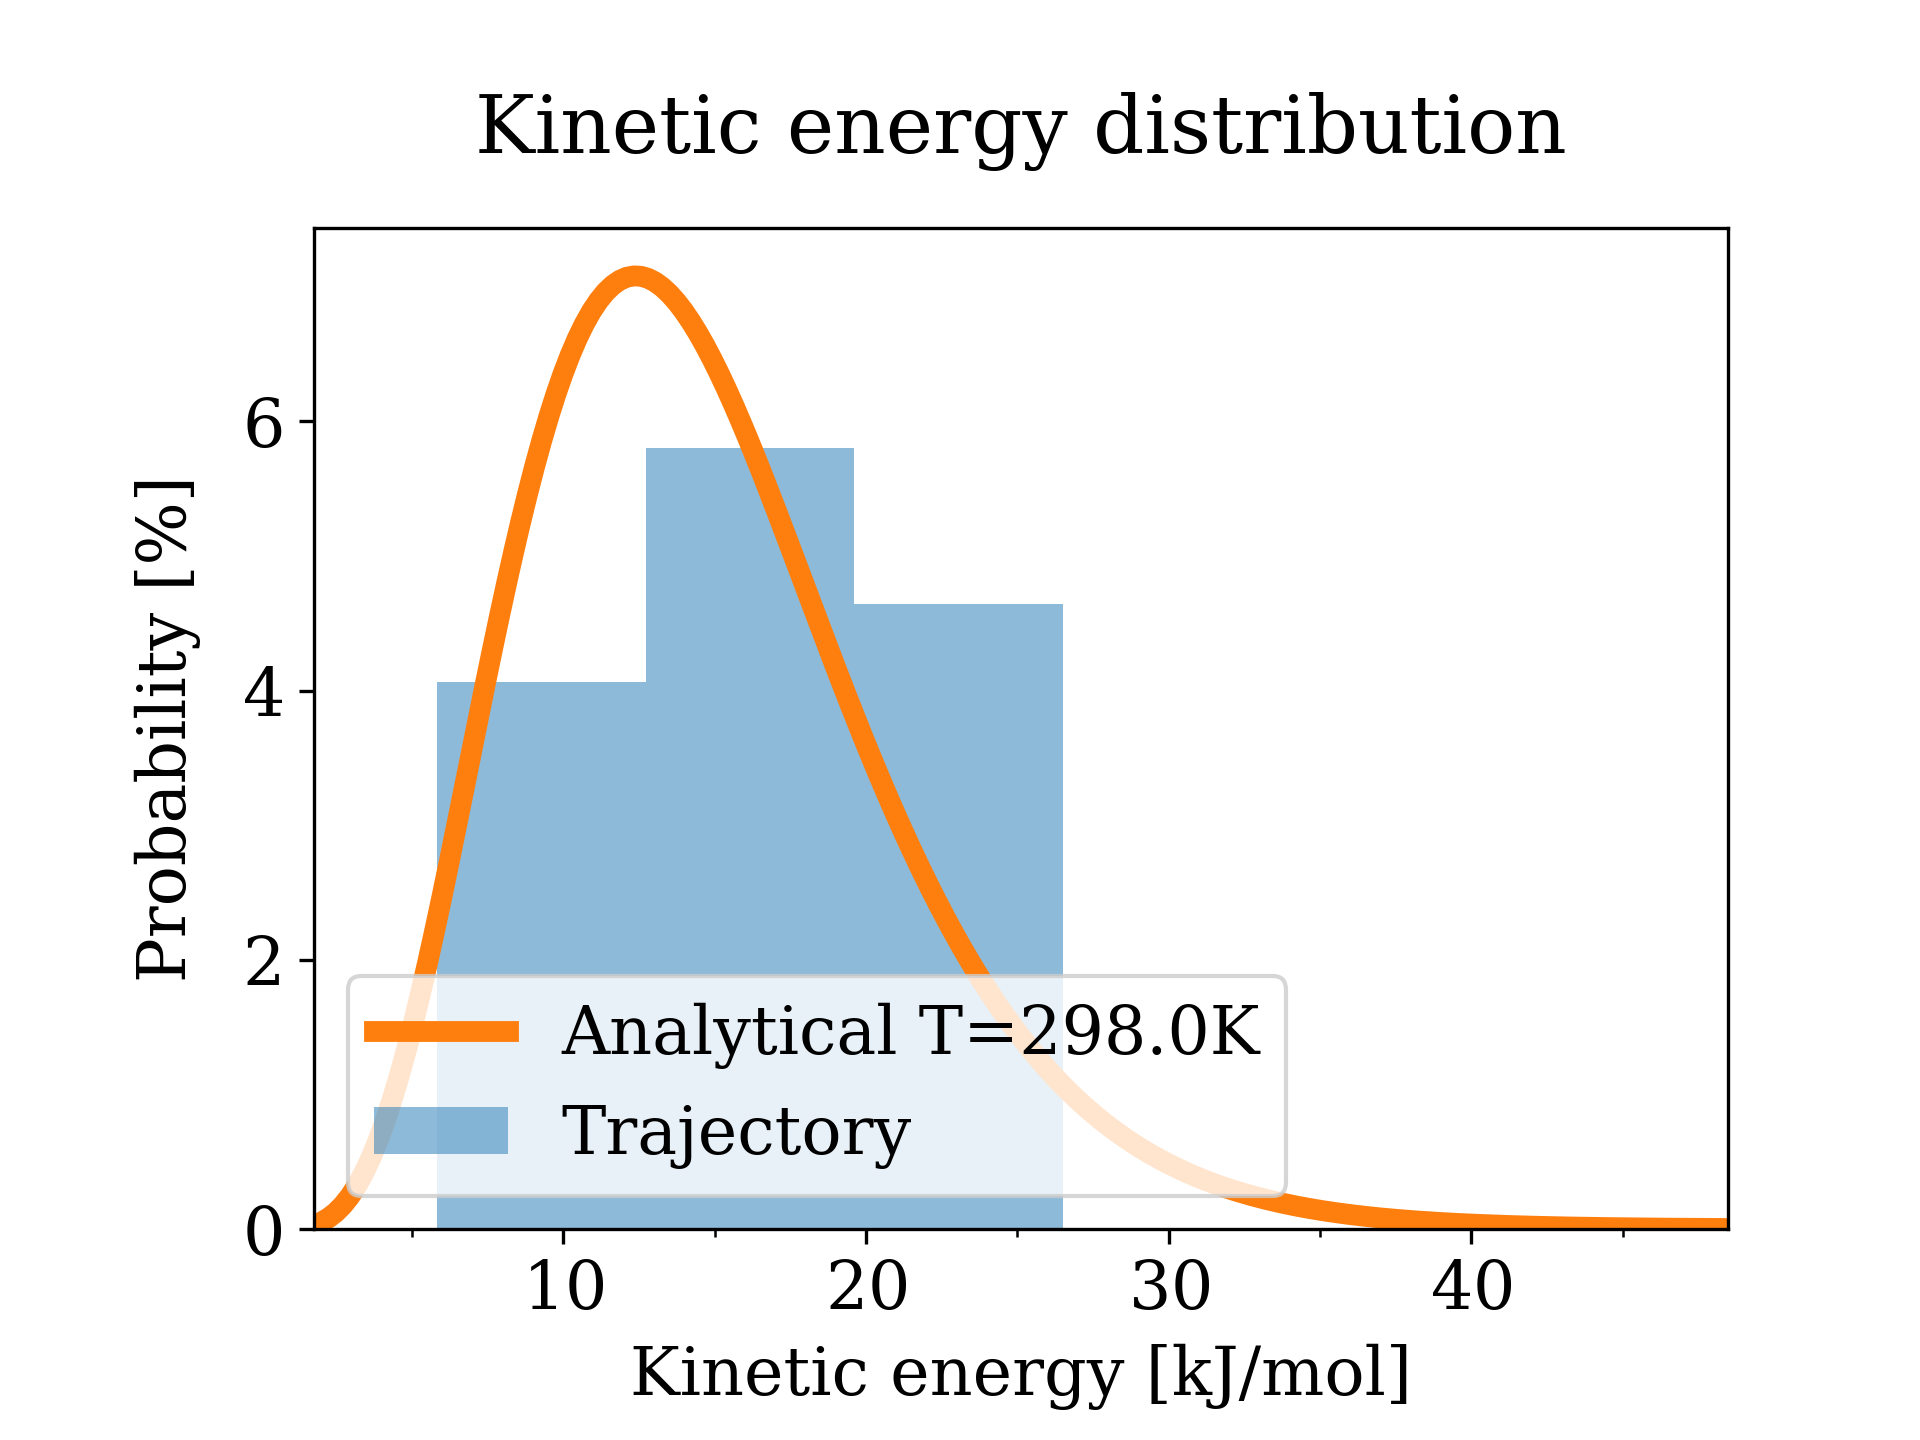 Kinetic energy distribution
Probability [%]
6
4
2
0
Analytical T=298.0K
Trajectory
10 20 30 40
Kinetic energy [kJ/mol]